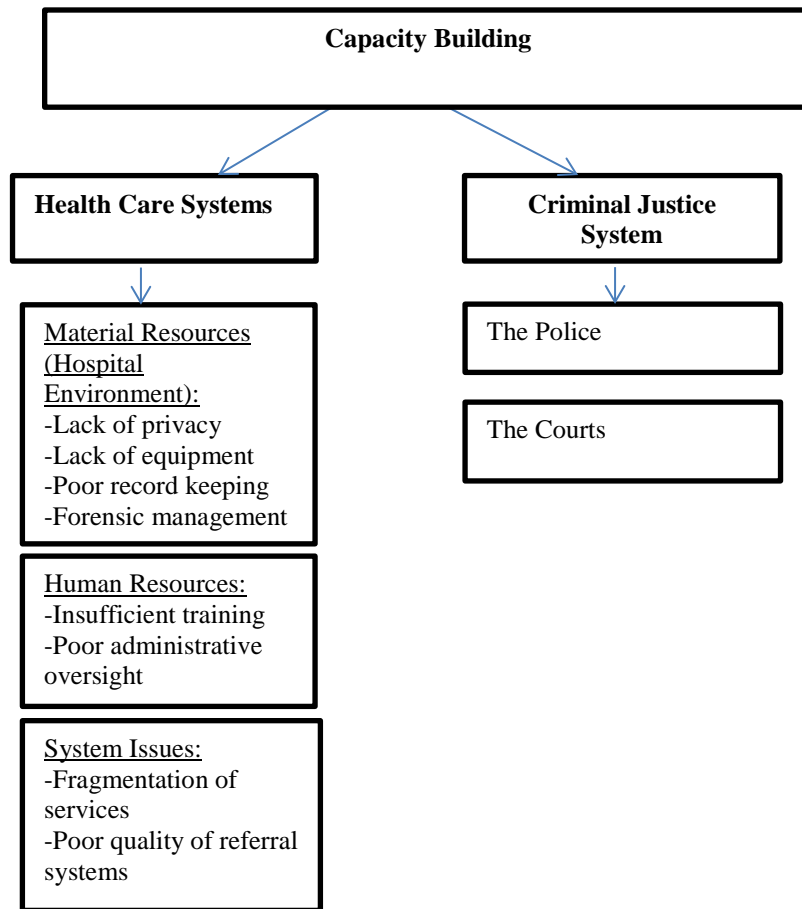 Capacity Building
Health Care Systems
Criminal Justice
System
Material Resources
(Hospital
Environment):
-Lack of privacy
-Lack of equipment
-Poor record keeping
-Forensic management
Human Resources:
-Insufficient training
-Poor administrative
oversight
System Issues:
-Fragmentation of
services
-Poor quality of referral
systems
The Police
The Courts